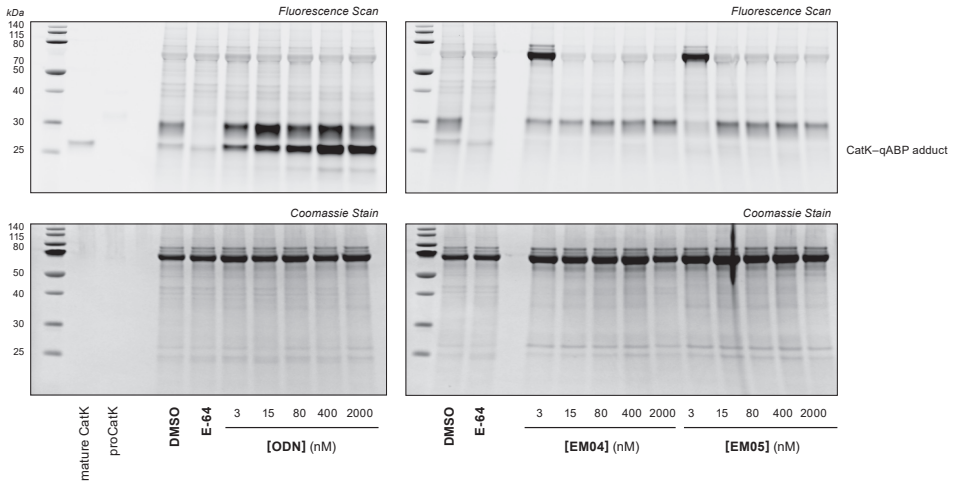 kDa
Fluorescence Scan
Fluorescence Scan
140
115
80
70
50
40
30
25
CatK–qABP adduct
Coomassie Stain
Coomassie Stain
140
115
80
50
40
30
25
mature CatK
proCatK
DMSO
E-64
3 15 80 400 2000
[ODN] (nM)
DMSO
E-64
3 15 80 400 2000
[EM04] (nM)
3 15 80 400 2000
[EM05] (nM)